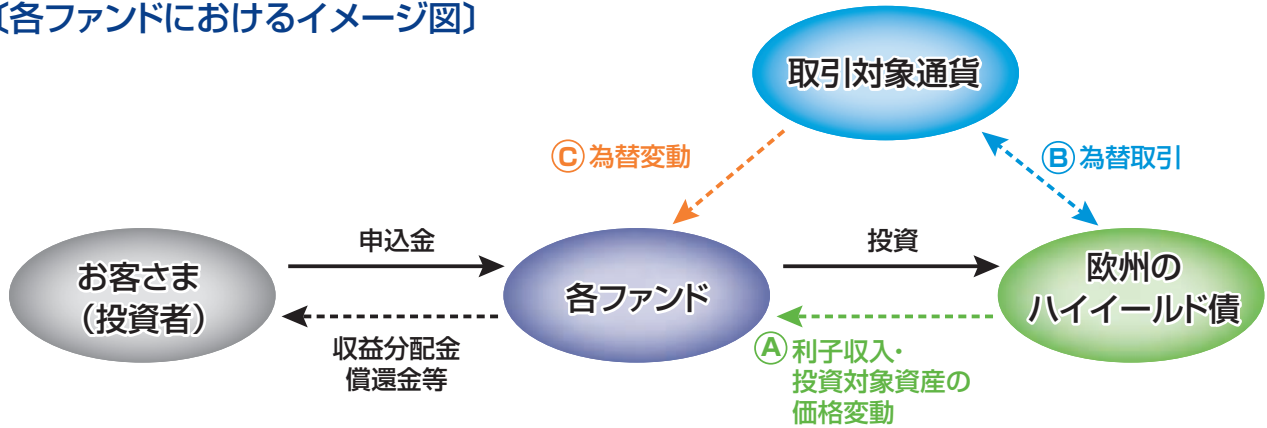 〔各ファンドにおけるイメージ図〕
取引対象通貨
Ⓒ為替変動
Ⓑ為替取引
申込金
投資
お客さま
（投資者）
各ファンド
欧州の
ハイイールド債
収益分配金
償還金等
Ⓐ利子収入・
投資対象資産の
価格変動